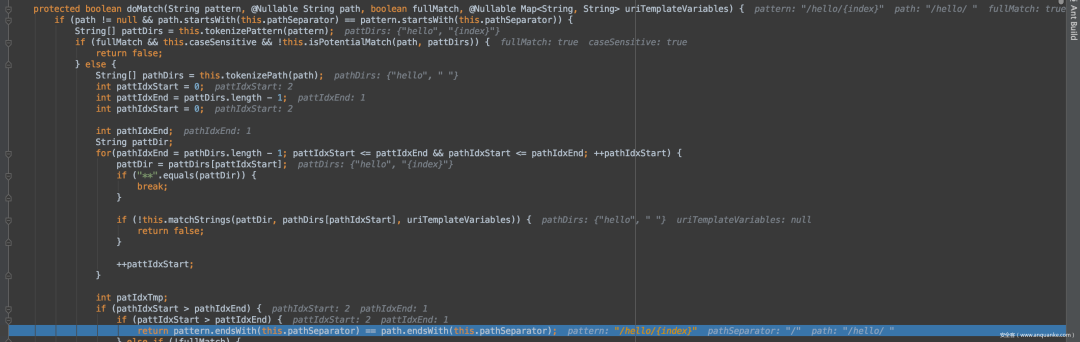 protected boolean doMatch(String pattern, @Nullable String path, boolean fullMatch, @Nullable Map<String, String> uriTemplateVariables) {  pattern: "/hello/{index}"  path: "/hello/ "  fullMatch: true
if (path != null && path.startsWith(this.pathSeparator) == pattern.startsWith(this.pathSeparator)) {
String[] pattDirs = this.tokenizePattern(pattern);  pattDirs: {"hello", "{index}"}
if (fullMatch && this.caseSensitive && !this.isPotentialMatch(path, pattDirs)) {  fullMatch: true  caseSensitive: true
return false;
} else {
String[] pathDirs = this.tokenizePath(path);  pathDirs: {"hello", " "}
int pattIdxStart = 0;  pattIdxStart: 2
int pattIdxEnd = pattDirs.length - 1;  pattIdxEnd: 1
int pathIdxStart = 0;  pathIdxStart: 2
int pathIdxEnd;  pathIdxEnd: 1
String pattDir;
for(pathIdxEnd = pathDirs.length - 1; pattIdxStart <= pattIdxEnd && pathIdxStart <= pathIdxEnd; ++pathIdxStart) {
pattDir = pattDirs[pattIdxStart];  pattDirs: {"hello", "{index}"}
if ("**".equals(pattDir)) {
break;
}
if (!this.matchStrings(pattDir, pathDirs[pathIdxStart], uriTemplateVariables)) {  pathDirs: {"hello", " "}  uriTemplateVariables: null
return false;
}
++pattIdxStart;
}
int patIdxTmp;
if (pathIdxStart > pathIdxEnd) {  pathIdxStart: 2  pathIdxEnd: 1
if (pattIdxStart > pattIdxEnd) {  pattIdxStart: 2  pattIdxEnd: 1
return pattern.endsWith(this.pathSeparator) == path.endsWith(this.pathSeparator);  pattern: "/hello/{index}"  pathSeparator: "/"  path: "/hello/ "
} else if (!fullMatch) {
Ant Build
安全客（www.anquanke.com）